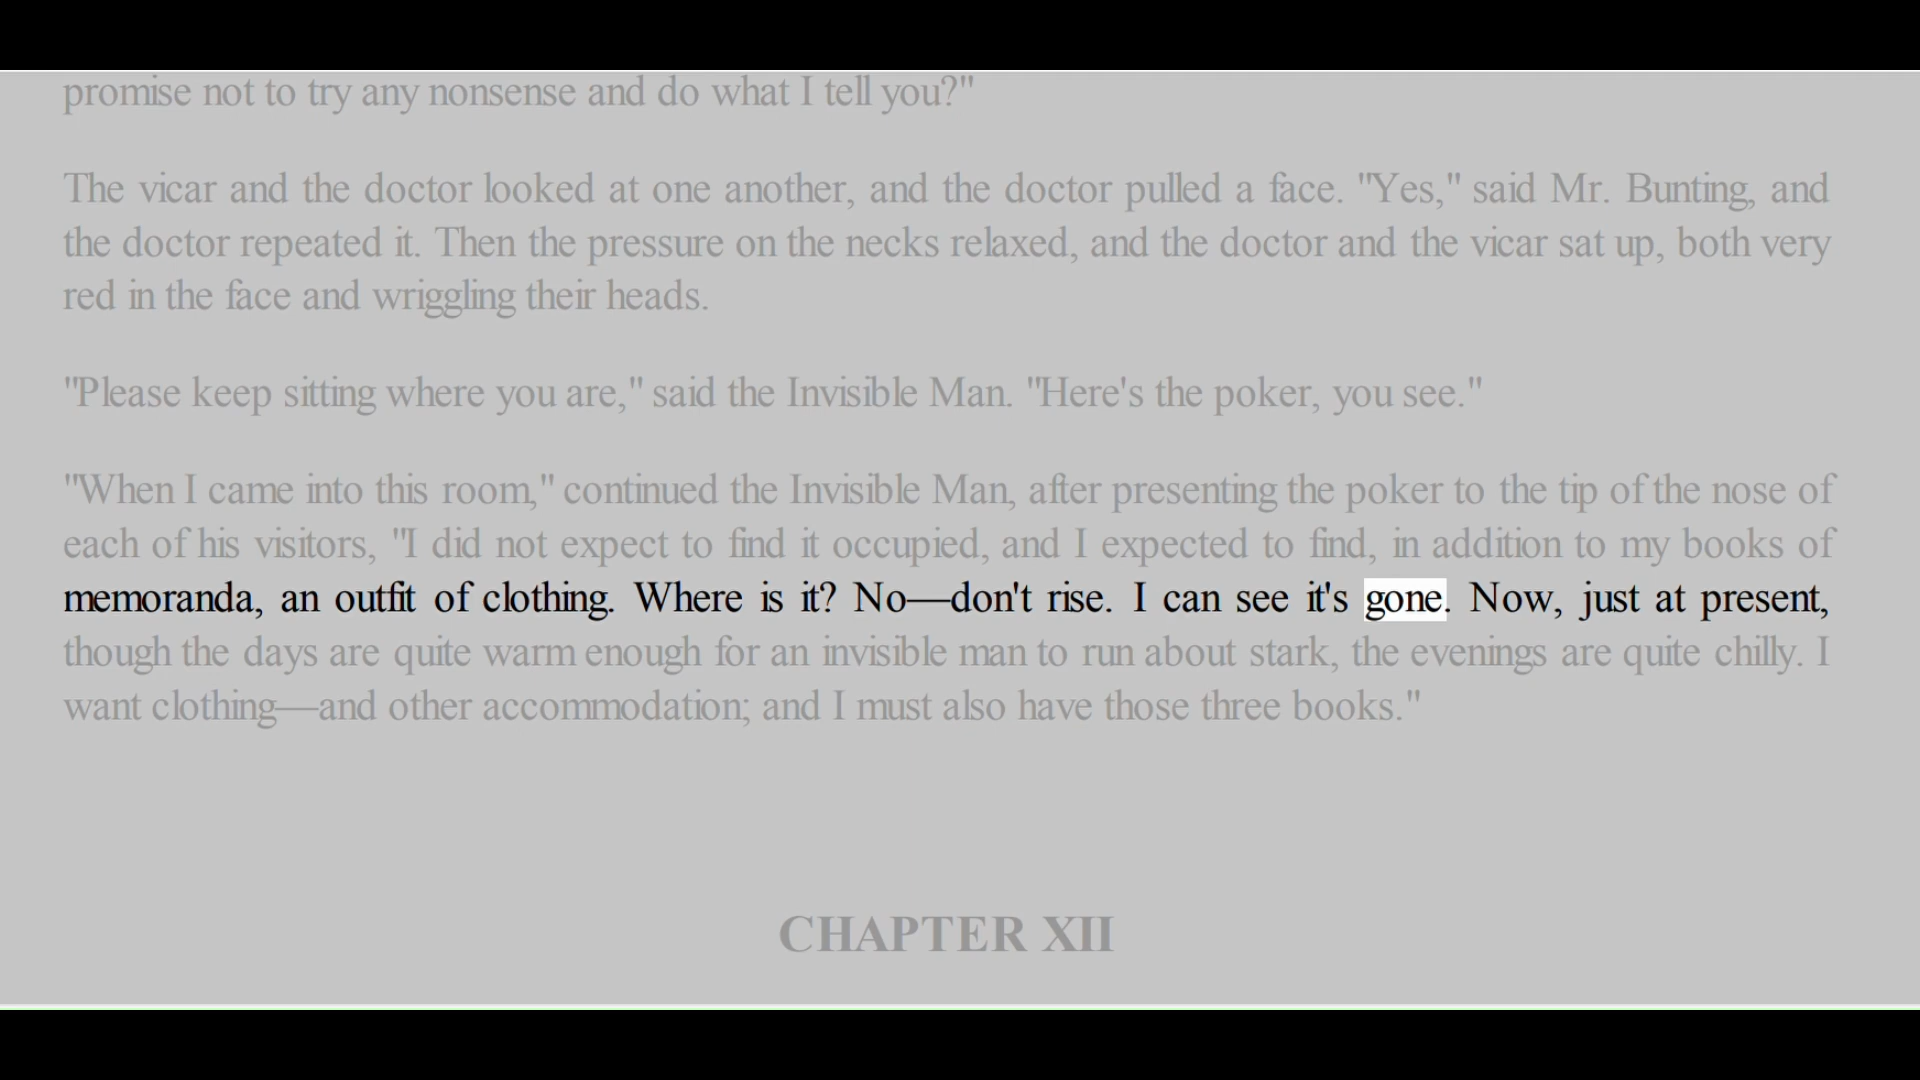 promise not to try any nonsense and do what I tell you?"
The vicar and the doctor looked at one another, and the doctor pulled a face. "Yes," said Mr. Bunting, and
the doctor repeated it. Then the pressure on the necks relaxed, and the doctor and the vicar sat up, both very
red in the face and wriggling their heads.
"Please keep sitting where you are," said the Invisible Man. "Here's the poker, you see."
"When I came into this room," continued the Invisible Man, after presenting the poker to the tip of the nose of
each of his visitors, "I did not expect to find it occupied, and I expected to find, in addition to my books of
memoranda, an outfit of clothing. Where is it? No—don't rise. I can see it's gone. Now, just at present,
though the days are quite warm enough for an invisible man to run about stark, the evenings are quite chilly. I
want clothing—and other accommodation; and I must also have those three books."
CHAPTER XII